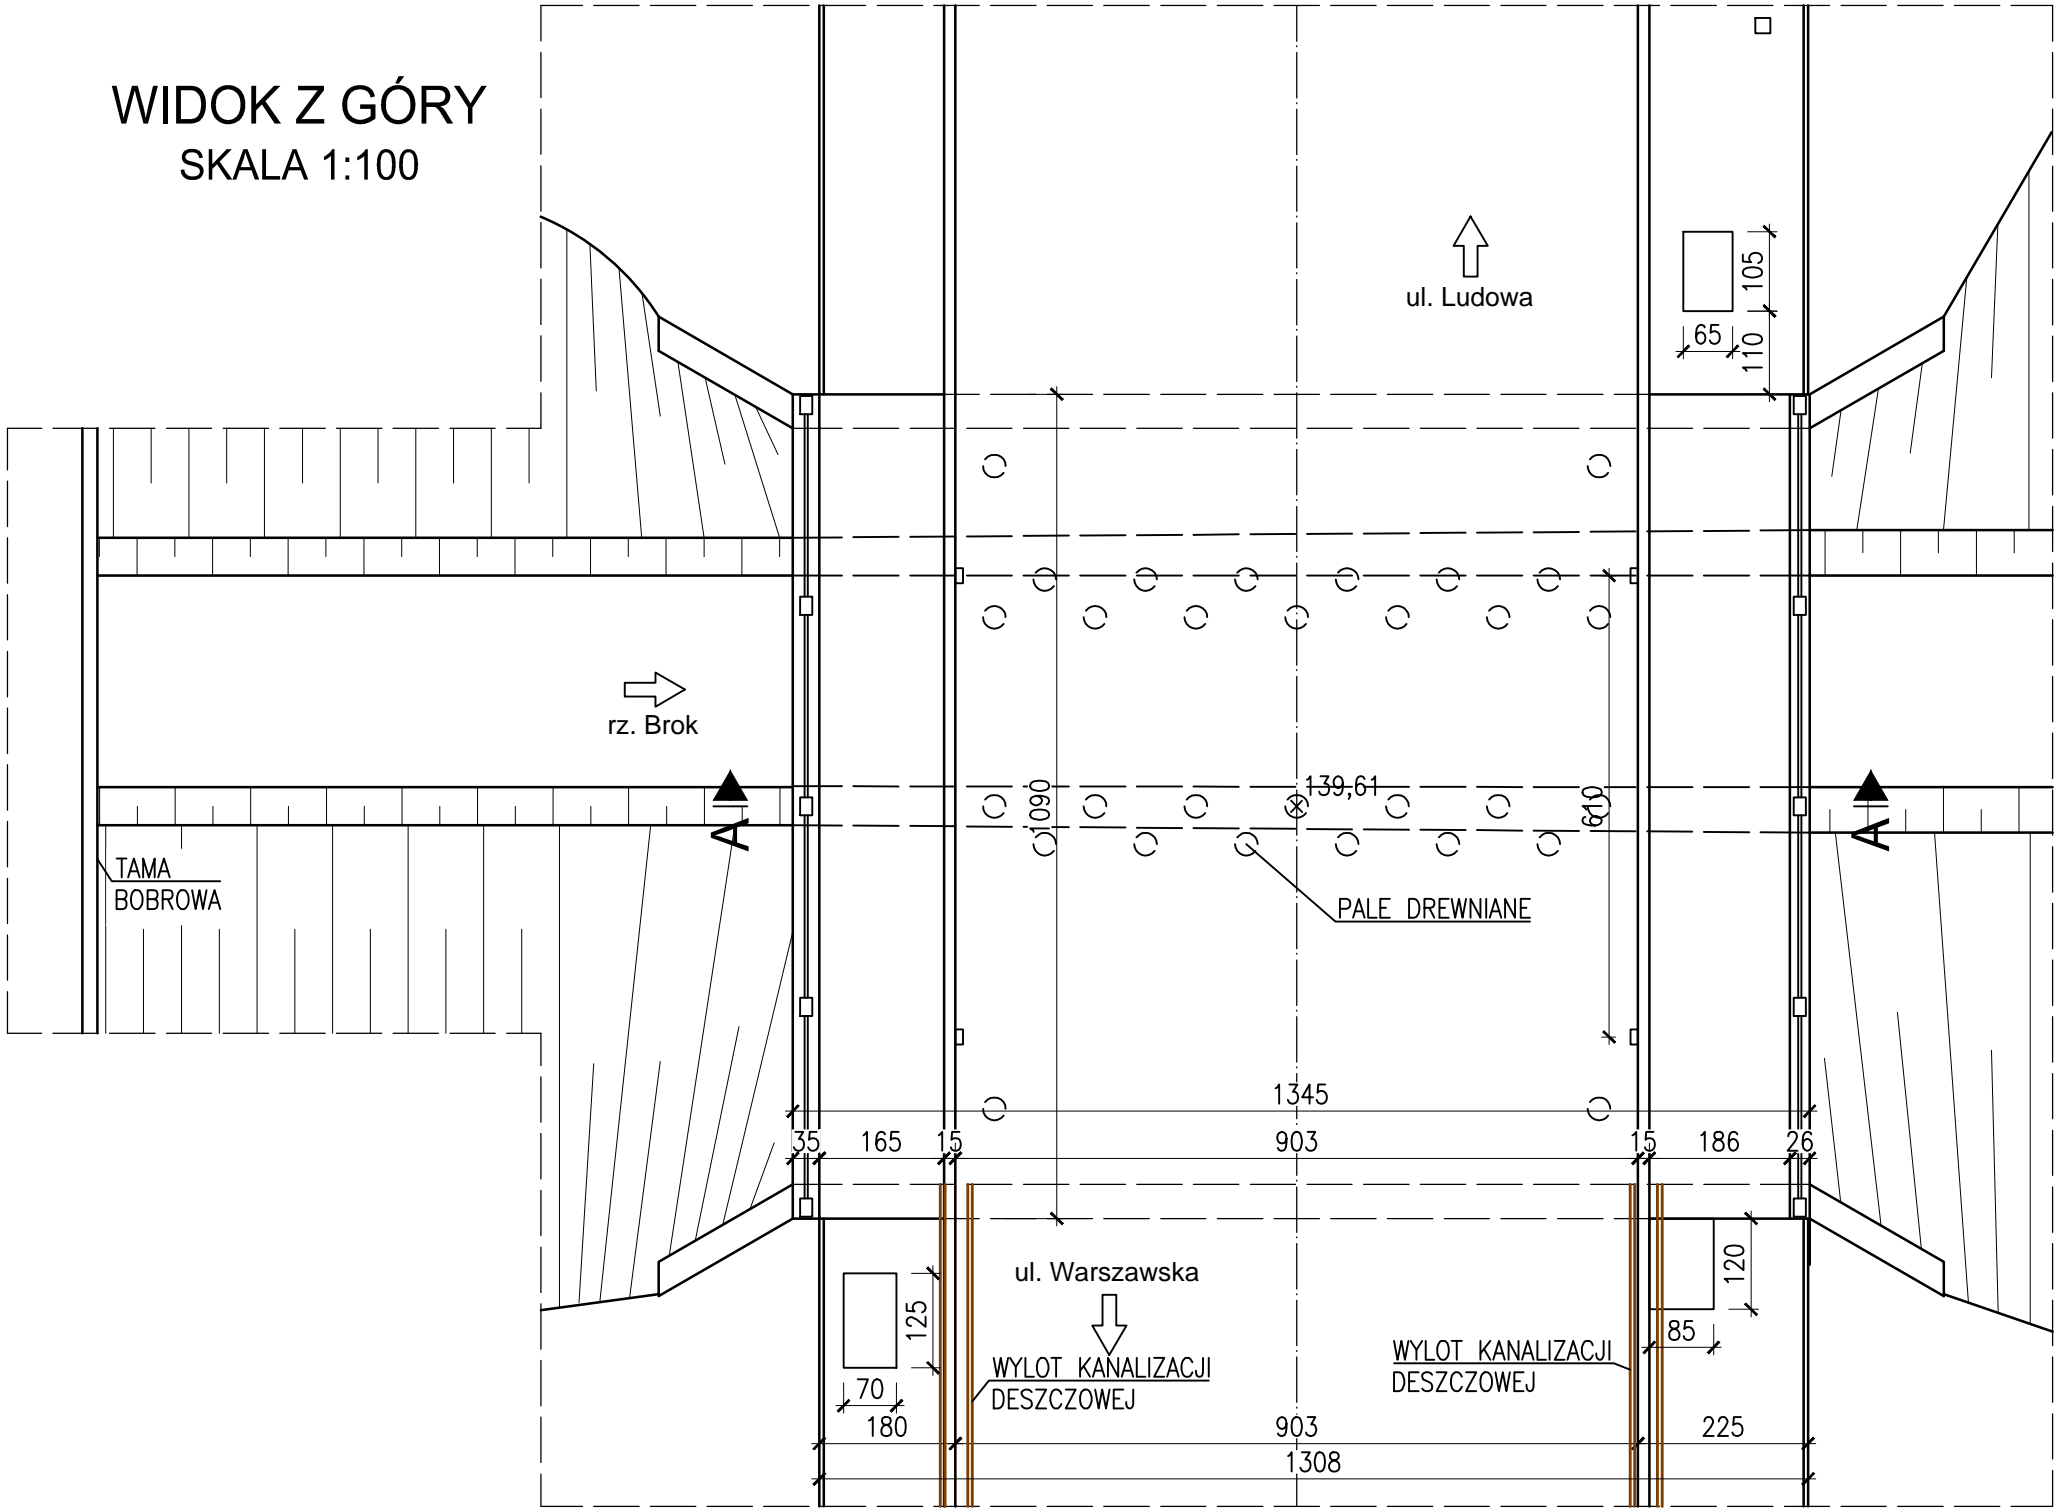 WIDOK Z GÓRY
SKALA 1:100
ul. Ludowa
105
65
110
rz. Brok
A
1090
139,61
610
A
TAMA
BOBROWA
PALE DREWNIANE
1345
35
165
15
903
15
186
26
ul. Warszawska
125
120
70
85
WYLOT KANALIZACJI
DESZCZOWEJ
WYLOT KANALIZACJI
DESZCZOWEJ
180
903
225
1308